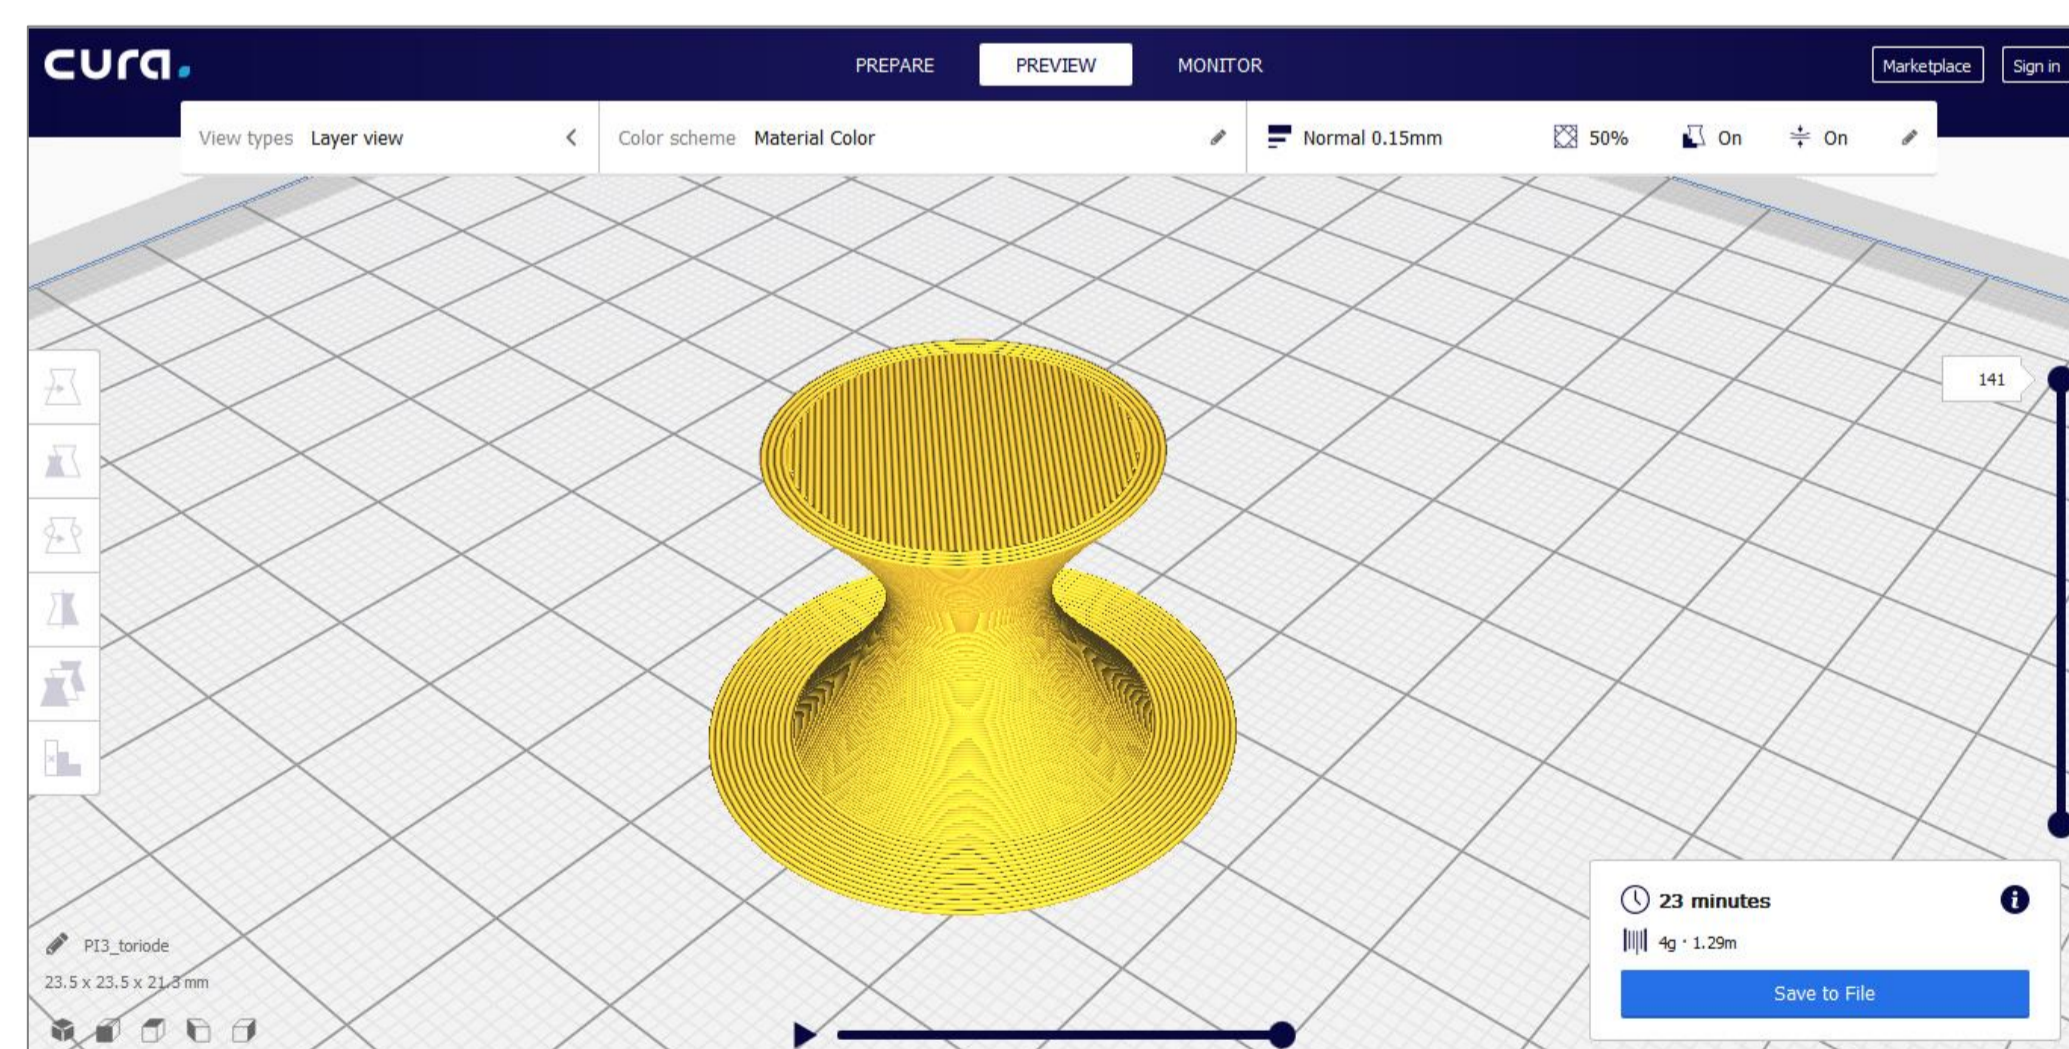 cura.
PREPARE PREVIEW MONITOR
Marketplace Sign in
View types Layer view
Color scheme Material Color
Normal 0.15mm 50% On On
141
23 minutes
4g · 1.29m
Save to File
PI3_toriode
23.5 x 23.5 x 21.3 mm